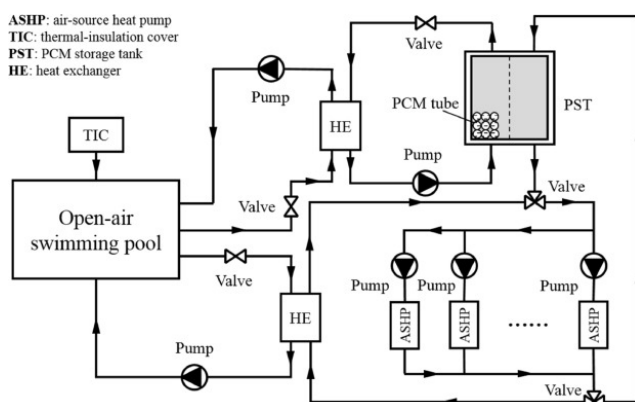 ASHP: air-source heat pump
TIC: thermal-insulation cover
PST: PCM storage tank
HE: heat exchanger
Valve
Pump
PCM tube
PST
TIC
HE
Pump
Valve
Valve
Open-air
swimming pool
Valve
Pump
Pump
Pump
HE
ASHP
ASHP
......
ASHP
Pump
Valve